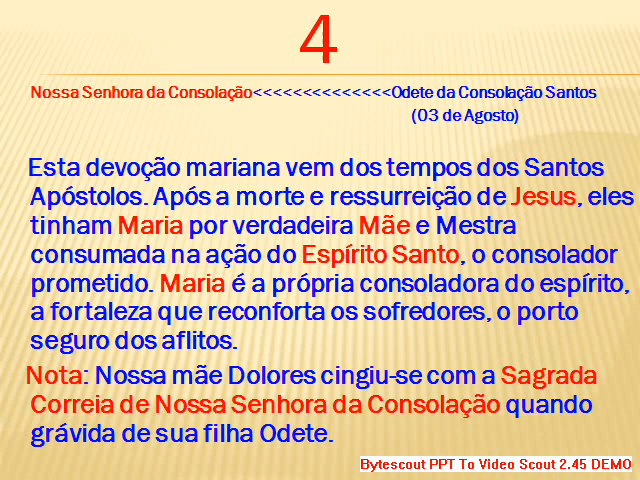 4
Nossa Senhora da Consolação<<<<<<<<<<<<<<Odete da Consolação Santos
(03 de Agosto)
Esta devoção mariana vem dos tempos dos Santos
Apóstolos. Após a morte e ressurreição de Jesus, eles
tinham Maria por verdadeira Mãe e Mestra
consumada na ação do Espírito Santo, o consolador
prometido. Maria é a própria consoladora do espírito,
a fortaleza que reconforta os sofredores, o porto
seguro dos aflitos.
Nota: Nossa mãe Dolores cingiu-se com a Sagrada
Correia de Nossa Senhora da Consolação quando
grávida de sua filha Odete.
Bytescout PPT To Video Scout 2.45 DEMO